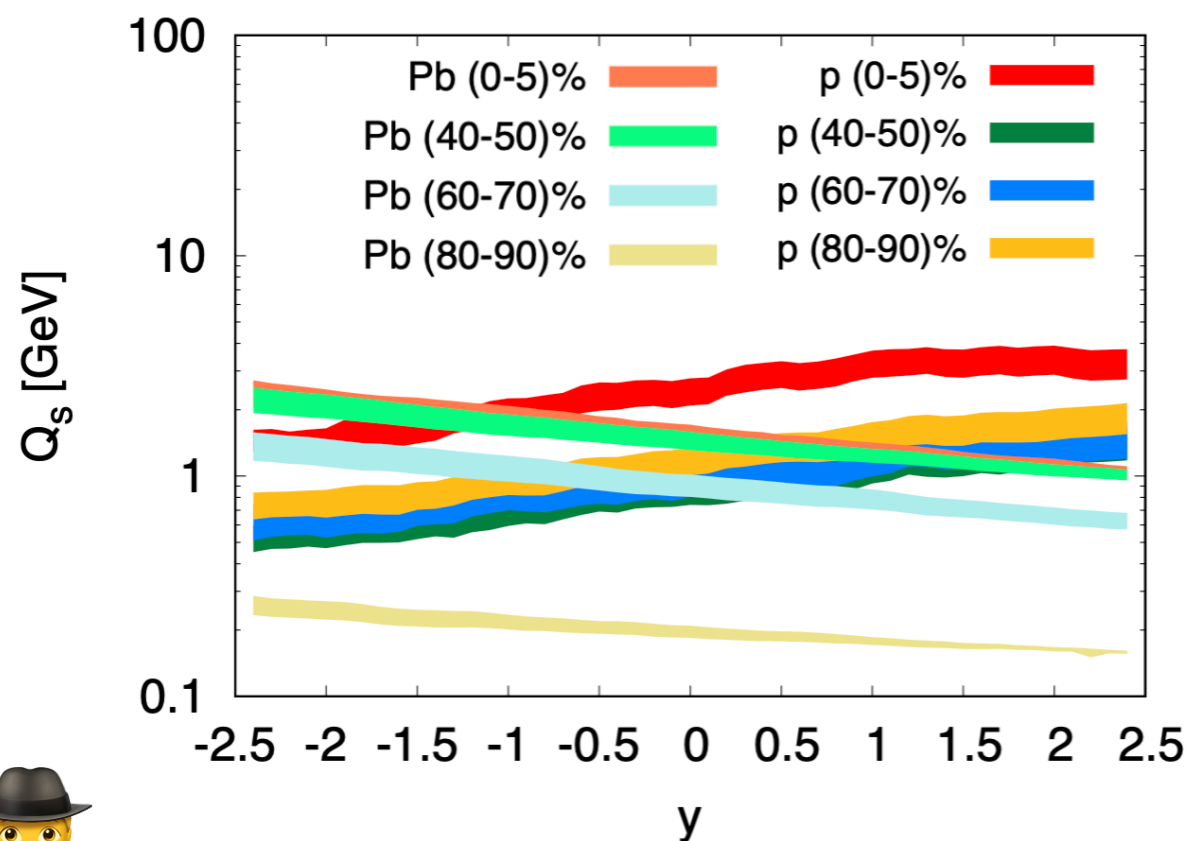 100
Pb (0-5)%
p (0-5)%
Pb (40-50)%
p (40-50)%
Pb (60-70)%
p (60-70)%
10
Pb (80-90)%
p (80-90)%
Qs [GeV]
1
0.1
-2.5 -2 -1.5 -1 -0.5 0 0.5 1 1.5 2 2.5
y